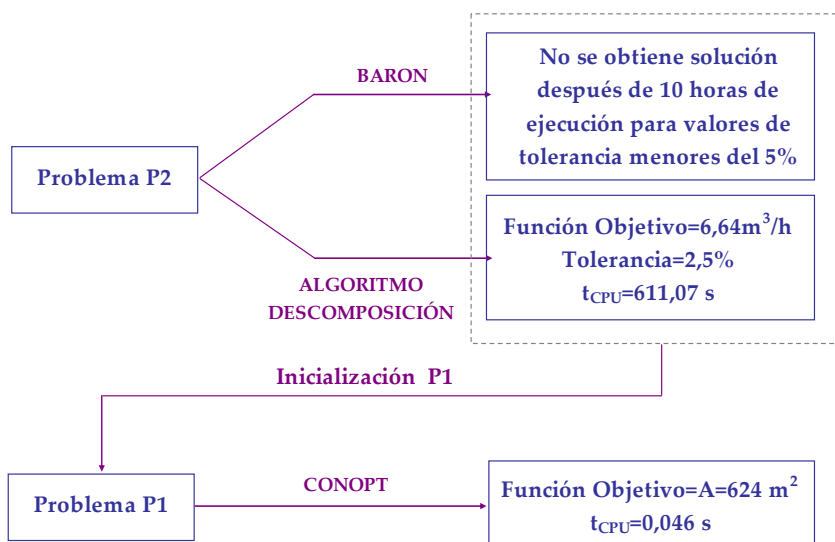 BARON
No se obtiene solución
después de 10 horas de
ejecución para valores de
tolerancia menores del 5%
Problema P2
Función Objetivo=6,64m³/h
Tolerancia=2,5%
tCPU=611,07 s
ALGORITMO
DESCOMPOSICIÓN
Inicialización P1
Problema P1
CONOPT
Función Objetivo=A=624 m²
tCPU=0,046 s